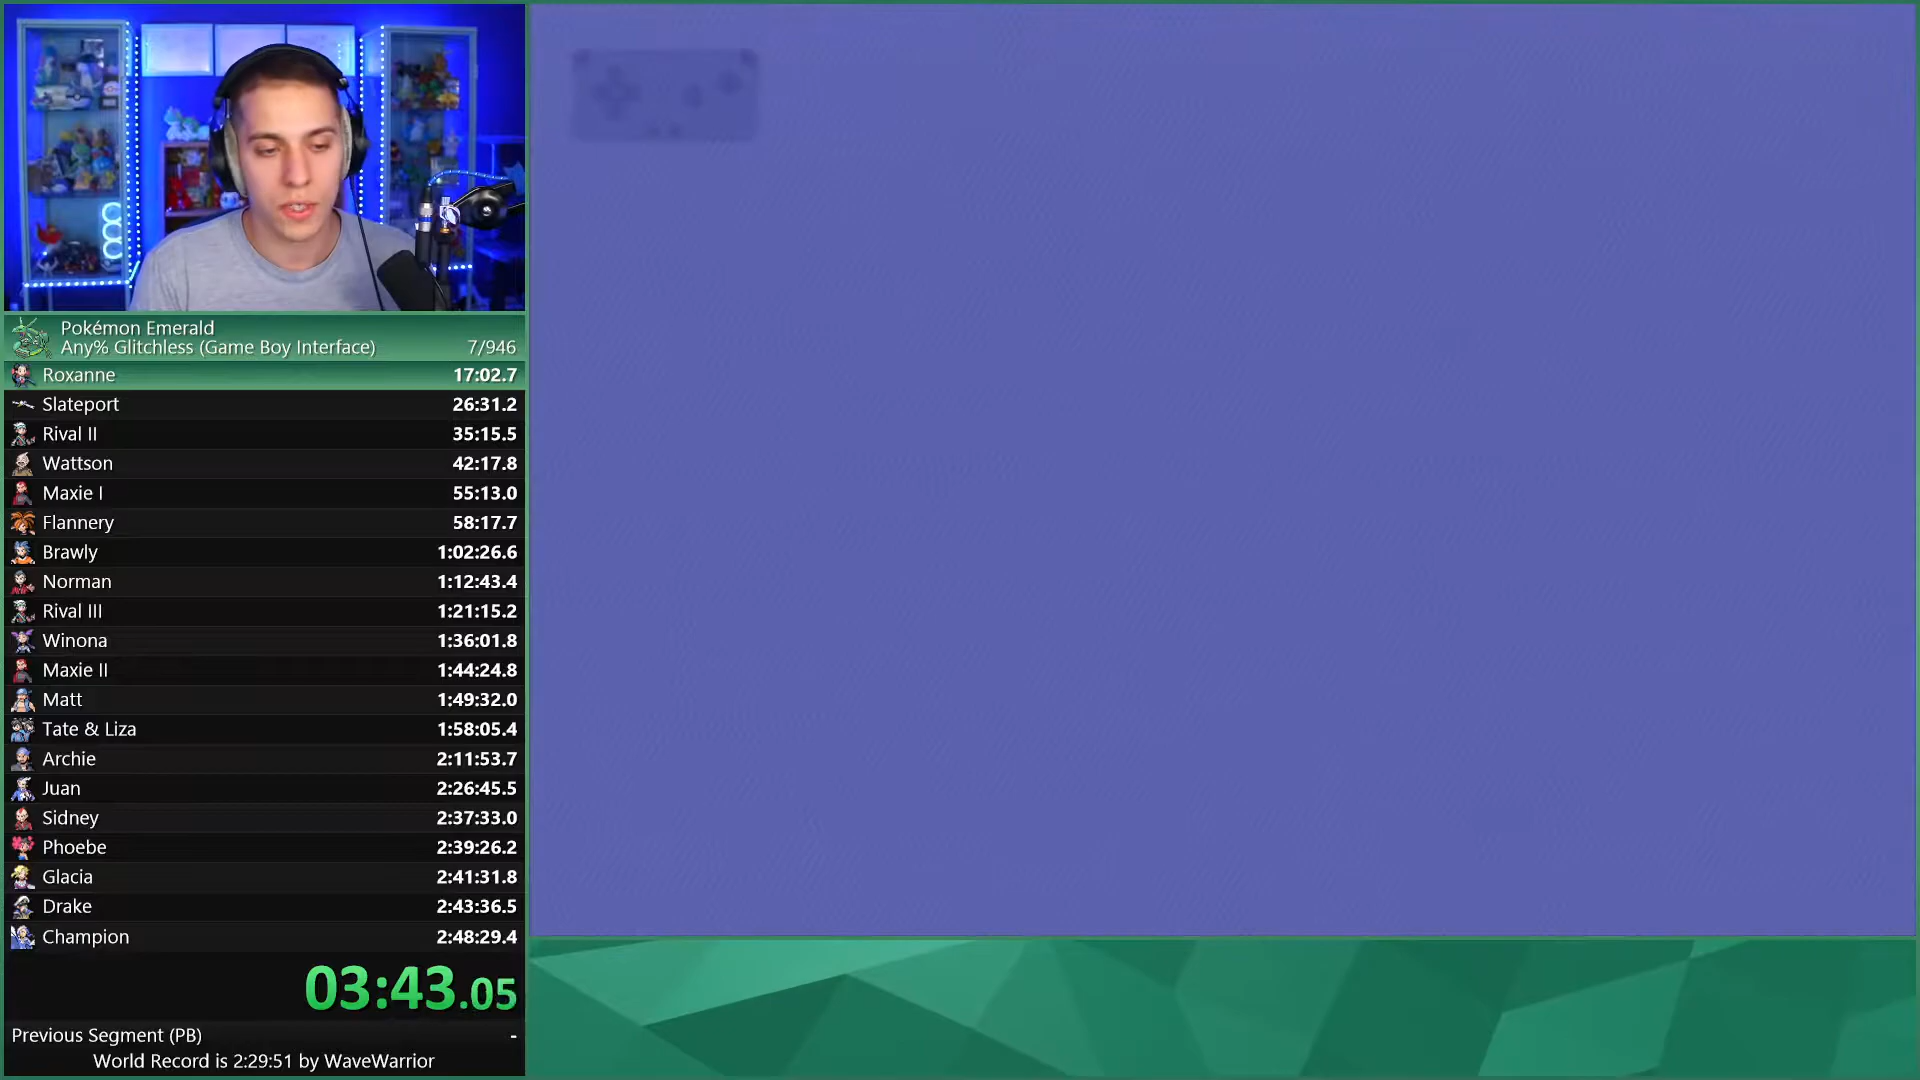 Pokémon Emerald
Any% Glitchless (Game Boy Interface) 7/946
Roxanne 17:02.7
Slateport 26:31.2
Rival II 35:15.5
Wattson 42:17.8
Maxie I 55:13.0
Flannery 58:17.7
Brawly 1:02:26.6
Norman 1:12:43.4
Rival III 1:21:15.2
Winona 1:36:01.8
Maxie II 1:44:24.8
Matt 1:49:32.0
Tate & Liza 1:58:05.4
Archie 2:11:53.7
Juan 2:26:45.5
Sidney 2:37:33.0
Phoebe 2:39:26.2
Glacia 2:41:31.8
Drake 2:43:36.5
Champion 2:48:29.4
03:43.05
Previous Segment (PB) -
World Record is 2:29:51 by WaveWarrior